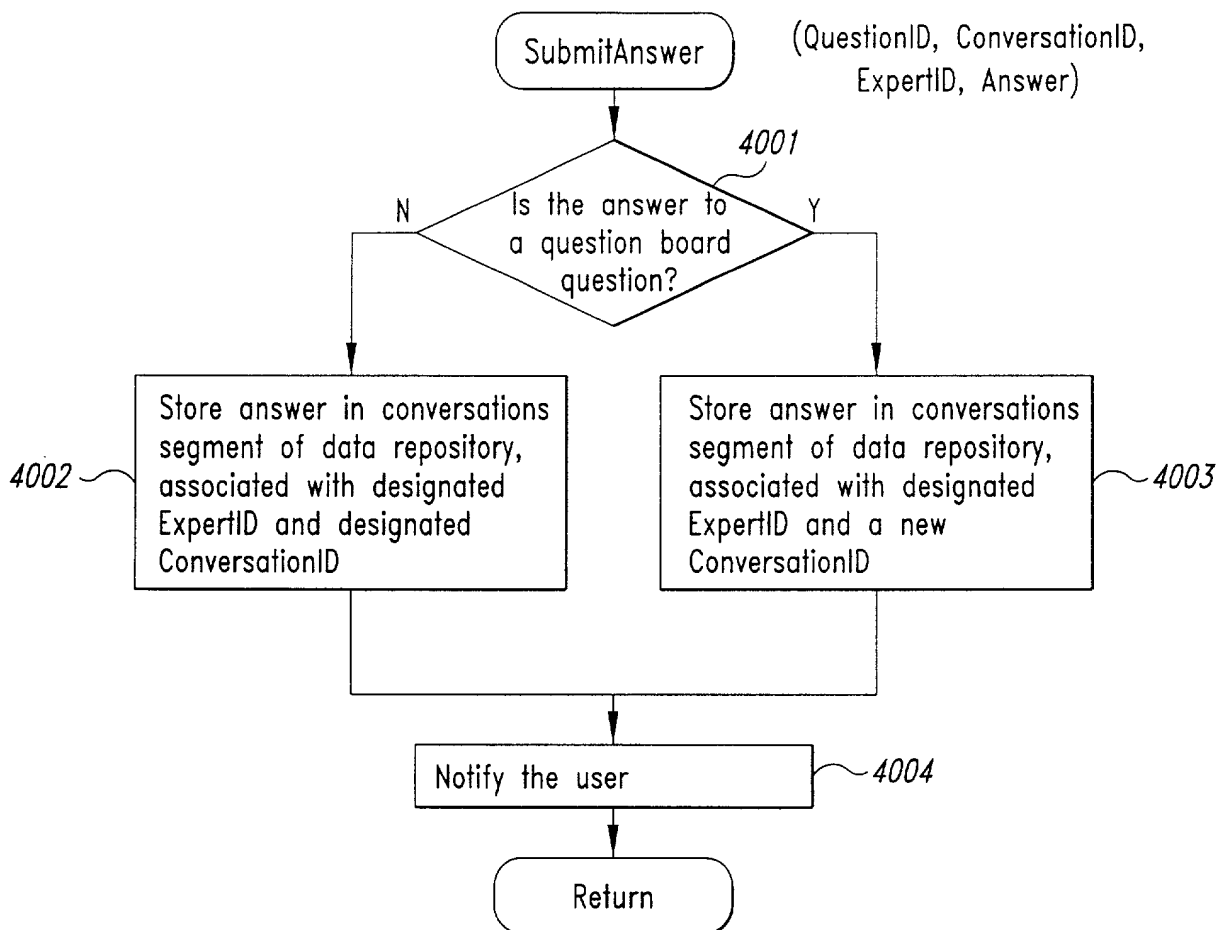 SubmitAnswer
(QuestionID, ConversationID,
ExpertID, Answer)
4001
Is the answer to
a question board
question?
N
Y
Store answer in conversations
segment of data repository,
associated with designated
ExpertID and designated
ConversationID
4002
Store answer in conversations
segment of data repository,
associated with designated
ExpertID and a new
ConversationID
4003
Notify the user
4004
Return